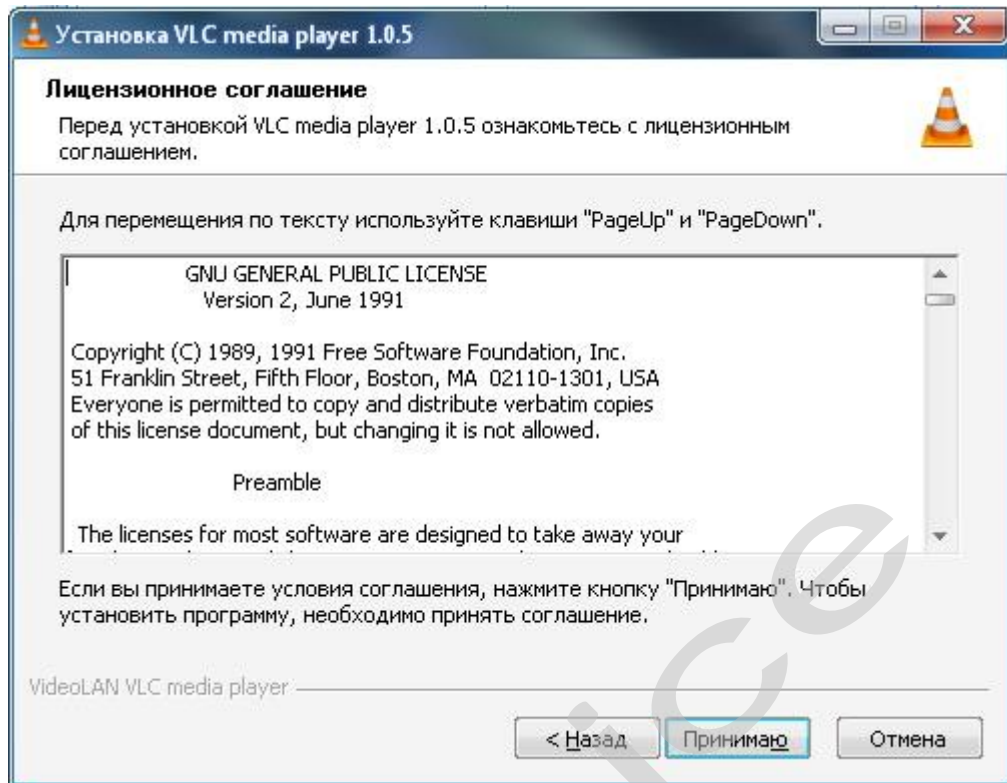 Установка VLC media player 1.0.5
Лицензионное соглашение
Перед установкой VLC media player 1.0.5 ознакомьтесь с лицензионным
соглашением.
Для перемещения по тексту используйте клавиши "PageUp" и "PageDown".
GNU GENERAL PUBLIC LICENSE
Version 2, June 1991
Copyright (C) 1989, 1991 Free Software Foundation, Inc.
51 Franklin Street, Fifth Floor, Boston, MA  02110-1301, USA
Everyone is permitted to copy and distribute verbatim copies
of this license document, but changing it is not allowed.
Preamble
The licenses for most software are designed to take away your
Если вы принимаете условия соглашения, нажмите кнопку "Принимаю". Чтобы
установить программу, необходимо принять соглашение.
VideoLAN VLC media player
< Назад
Принимаю
Отмена
ice